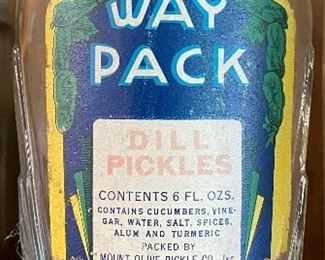 WAY
PACK
DILL
PICKLES
CONTENTS 6 FL. OZS.
CONTAINS CUCUMBERS, VINE-
GAR, WATER, SALT, SPICES,
ALUM AND TURMERIC
PACKED BY
MOUNT OLIVE PICKLE CO., INC.